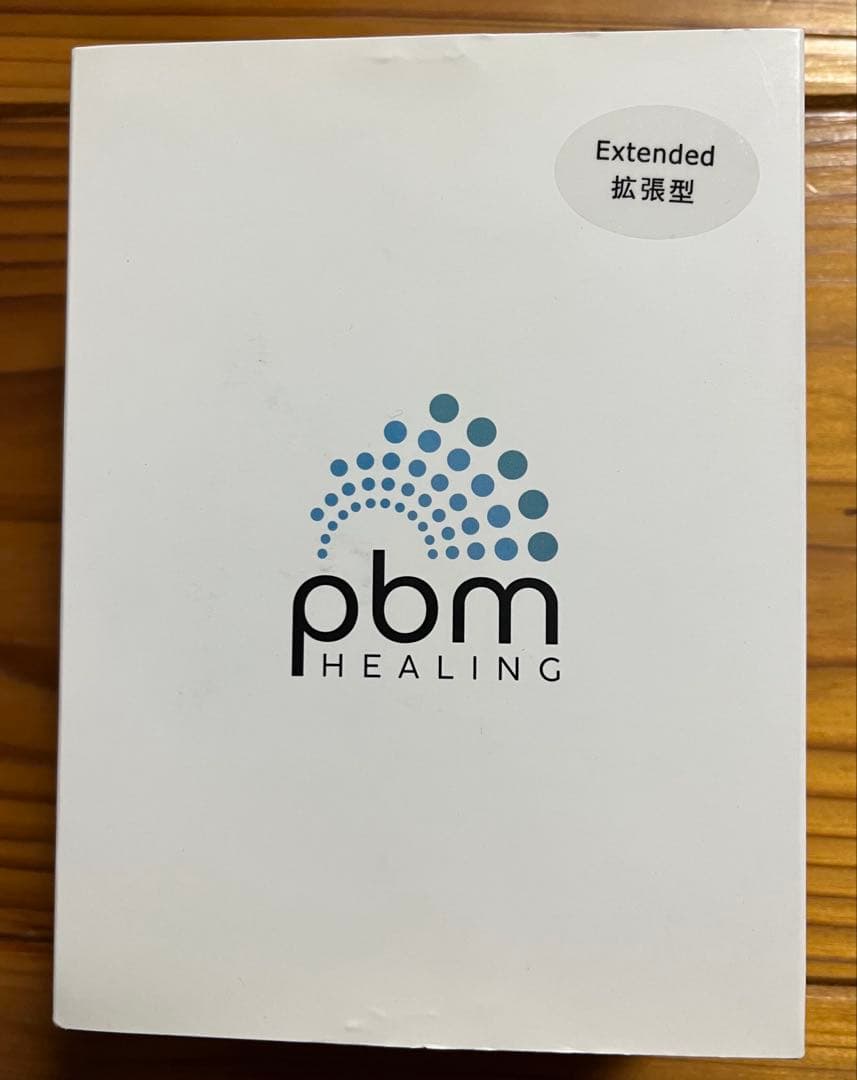 Extended
拡張型
pbm
HEALING